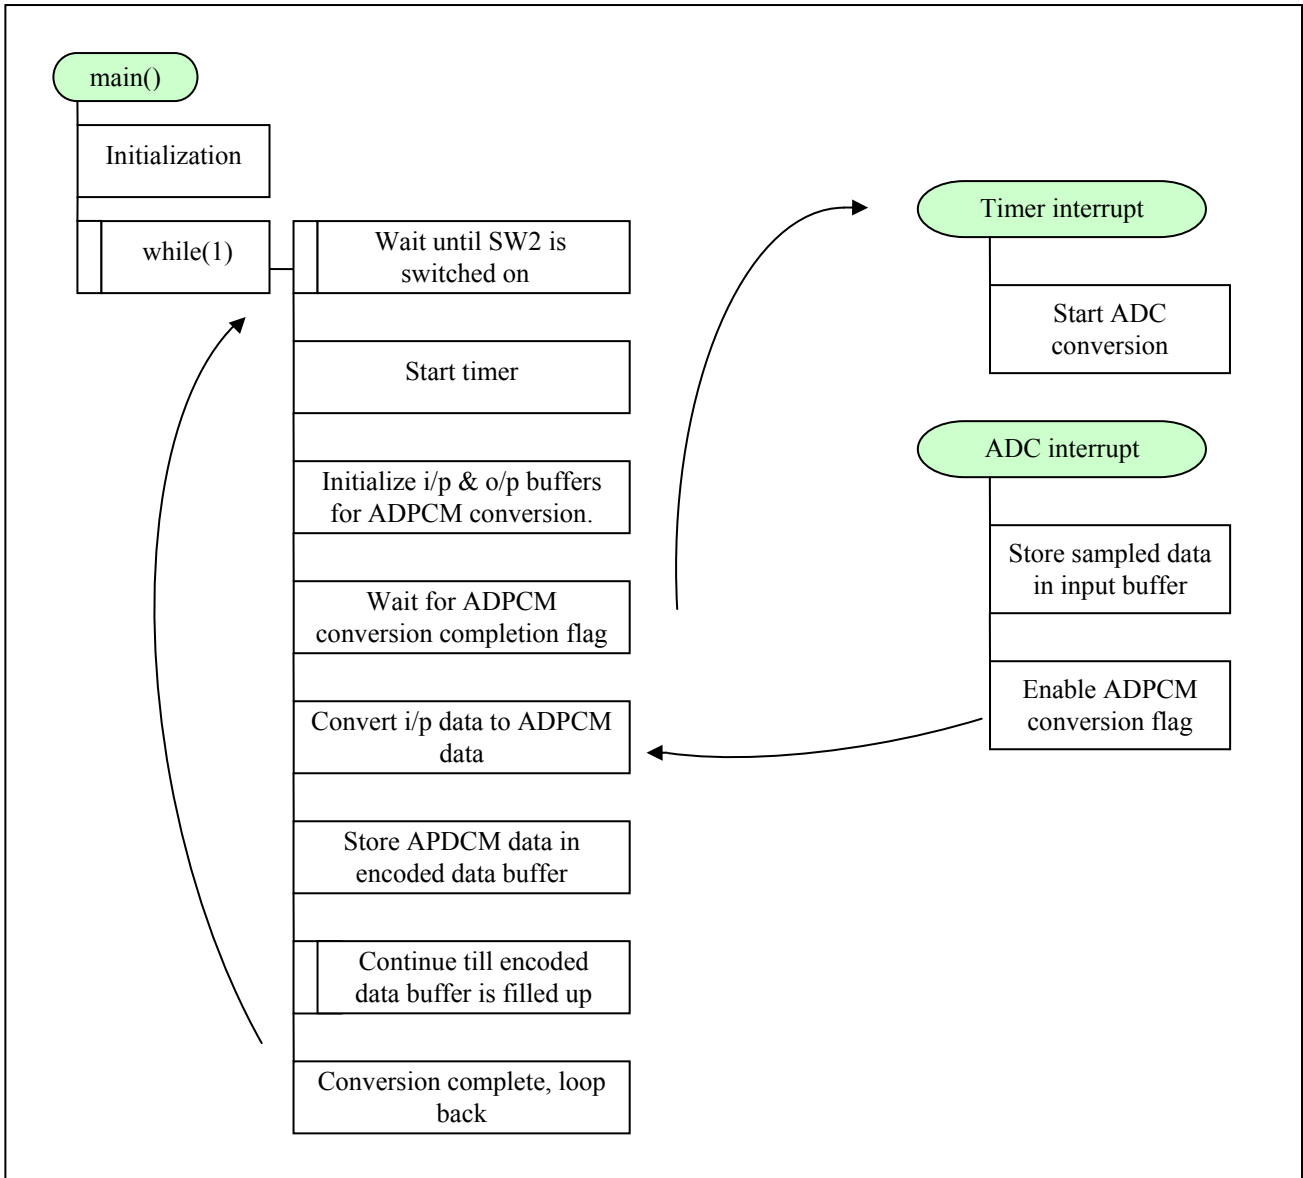 main()
Initialization
while(1)
Wait until SW2 is
switched on
Start timer
Initialize i/p & o/p buffers
for ADPCM conversion.
Wait for ADPCM
conversion completion flag
Convert i/p data to ADPCM
data
Store APDCM data in
encoded data buffer
Continue till encoded
data buffer is filled up
Conversion complete, loop
back
Timer interrupt
Start ADC
conversion
ADC interrupt
Store sampled data
in input buffer
Enable ADPCM
conversion flag